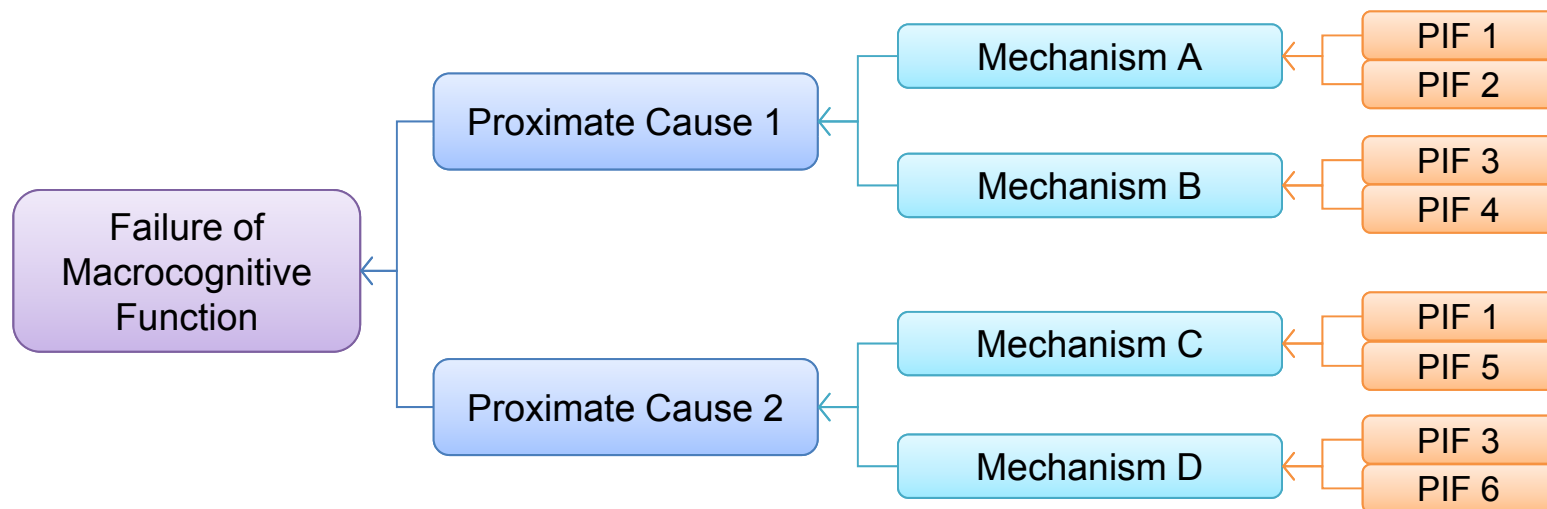 Failure of
Macrocognitive
Function
Proximate Cause 1
Mechanism A
PIF 1
PIF 2
Mechanism B
PIF 3
PIF 4
Proximate Cause 2
Mechanism C
PIF 1
PIF 5
Mechanism D
PIF 3
PIF 6